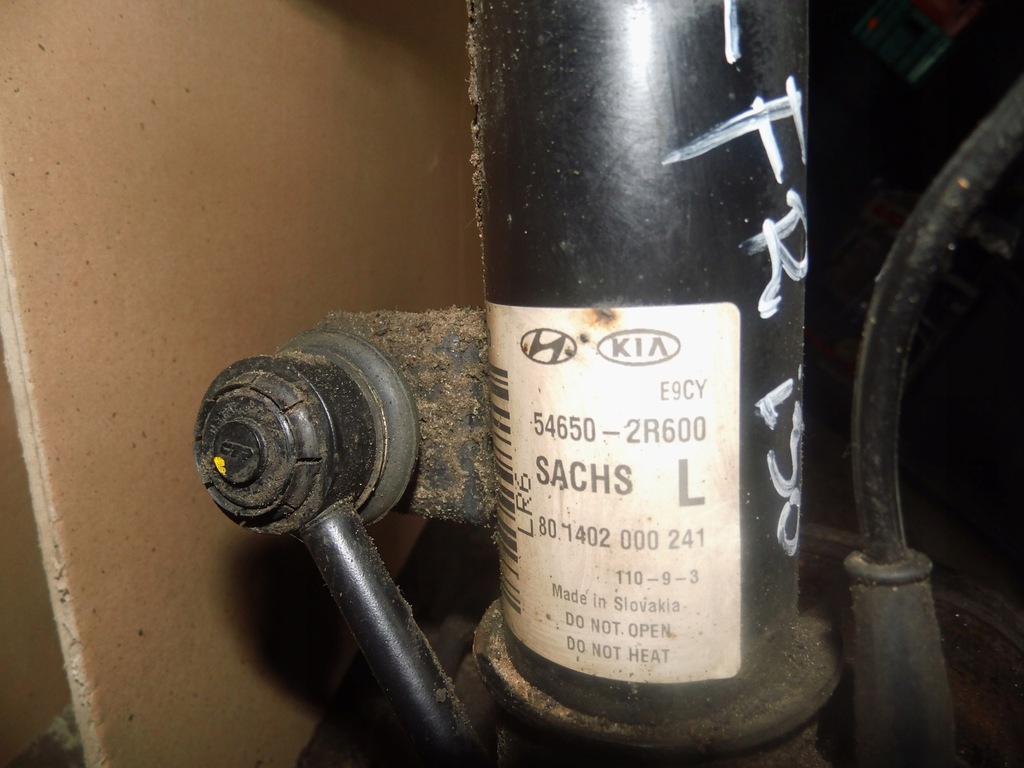 KIA
E9CY
54650-2R600
SACHS L
LR6
80 1402 000 241
110-9-3
Made in Slovakia
DO NOT OPEN
DO NOT HEAT